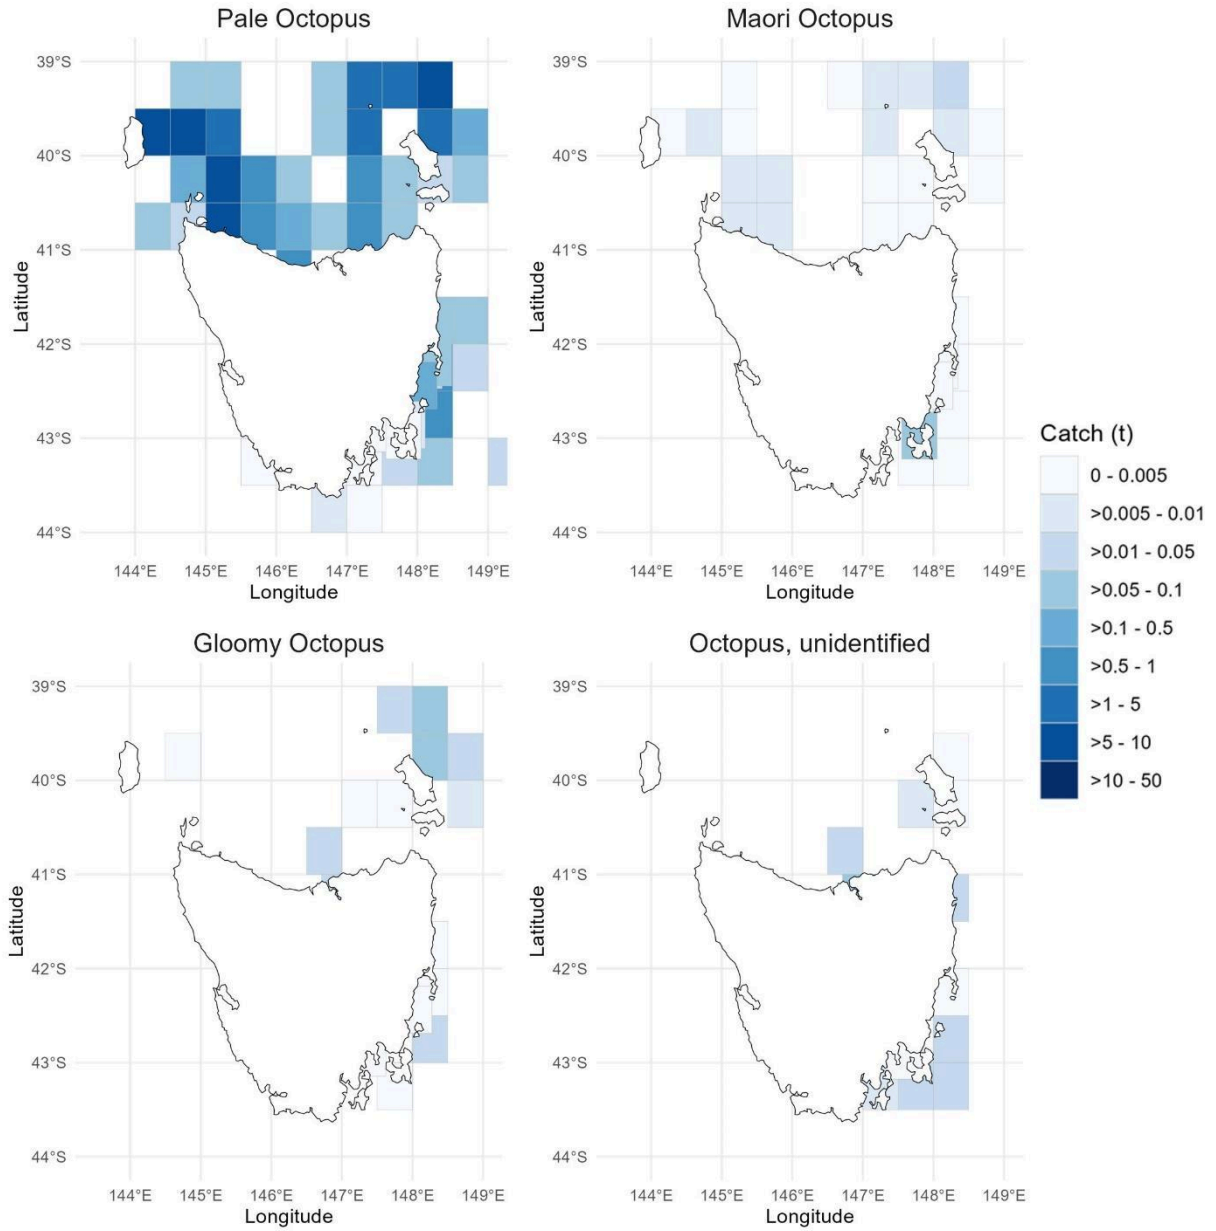 Pale Octopus
Maori Octopus
39°S
40°S
41°S
42°S
43°S
44°S
Latitude
144°E 145°E 146°E 147°E 148°E 149°E
Longitude
39°S
40°S
41°S
42°S
43°S
44°S
Latitude
144°E 145°E 146°E 147°E 148°E 149°E
Longitude
Catch (t)
0 - 0.005
>0.005 - 0.01
>0.01 - 0.05
>0.05 - 0.1
>0.1 - 0.5
>0.5 - 1
>1 - 5
>5 - 10
>10 - 50
Gloomy Octopus
Octopus, unidentified
39°S
40°S
41°S
42°S
43°S
44°S
Latitude
144°E 145°E 146°E 147°E 148°E 149°E
Longitude
39°S
40°S
41°S
42°S
43°S
44°S
Latitude
144°E 145°E 146°E 147°E 148°E 149°E
Longitude